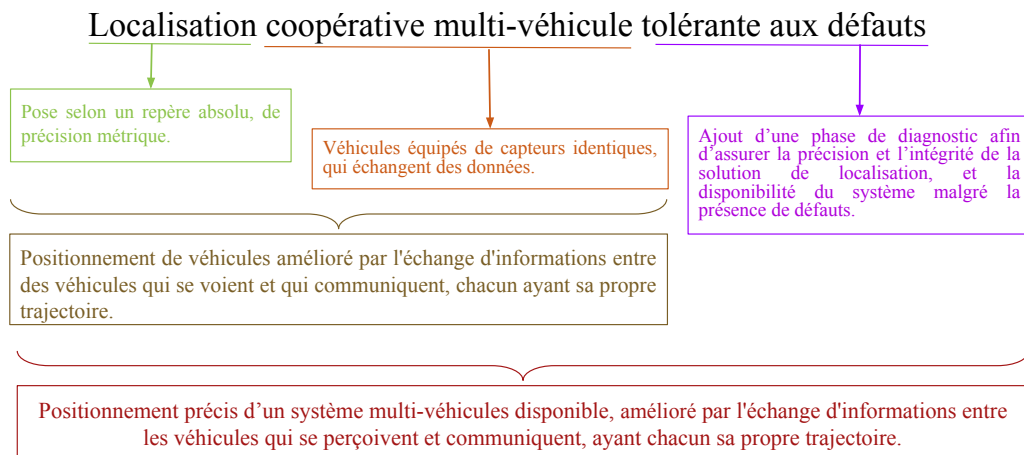 Localisation coopérative multi-véhicule tolérante aux défauts
Pose selon un repère absolu, de
précision métrique.
Véhicules équipés de capteurs identiques,
qui échangent des données.
Ajout d’une phase de diagnostic afin
d’assurer la précision et l’intégrité de la
solution de localisation, et la
disponibilité du système malgré la
présence de défauts.
Positionnement de véhicules amélioré par l'échange d'informations entre
des véhicules qui se voient et qui communiquent, chacun ayant sa propre
trajectoire.
Positionnement précis d’un système multi-véhicules disponible, amélioré par l'échange d'informations entre
les véhicules qui se perçoivent et communiquent, ayant chacun sa propre trajectoire.